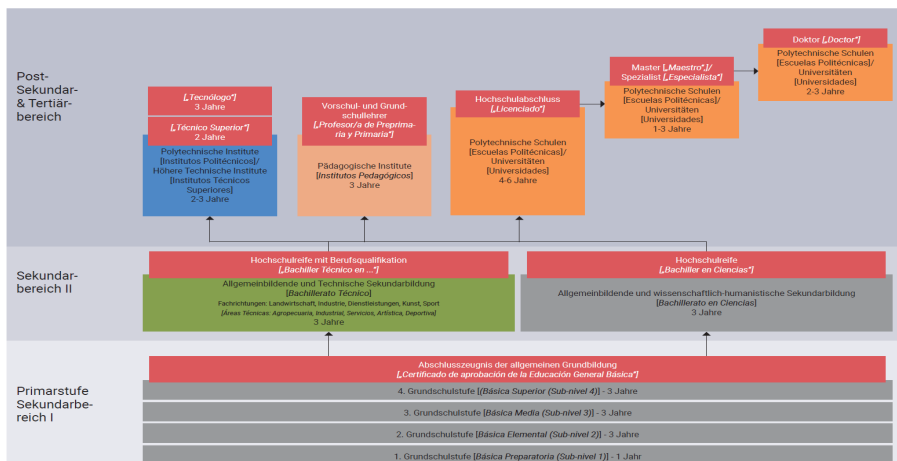 Post-
Sekundar-
& Tertiär-
bereich
[„Tecnólogo"]
3 Jahre
[„Técnico Superior"]
2 Jahre
Polytechnische Institute
[Institutos Politécnicos]/
Höhere Technische Institute
[Institutos Técnicos
Superiores]
2-3 Jahre
Vorschul- und Grund-
schullehrer
[„Profesor/a de Preprima-
ria y Primaria"]
Pädagogische Institute
[Institutos Pedagógicos]
3 Jahre
Hochschulabschluss
[„Licenciado"]
Polytechnische Schulen
[Escuelas Politécnicas]/
Universitäten
[Universidades]
4-6 Jahre
Master [„Maestro",]/
Spezialist [„Especialista"]
Polytechnische Schulen
[Escuelas Politécnicas]/
Universitäten
[Universidades]
1-3 Jahre
Doktor [„Doctor"]
Polytechnische Schulen
[Escuelas Politécnicas]/
Universitäten
[Universidades]
2-3 Jahre
Sekundar-
bereich II
Hochschulreife mit Berufsqualifikation
[„Bachiller Técnico en ..."]
Allgemeinbildende und Technische Sekundarbildung
[Bachillerato Técnico]
Fachrichtungen: Landwirtschaft, Industrie, Dienstleistungen, Kunst, Sport
[Áreas Técnicas: Agropecuaria, Industrial, Servicios, Artística, Deportiva]
3 Jahre
Hochschulreife
[„Bachiller en Ciencias"]
Allgemeinbildende und wissenschaftlich-humanistische Sekundarbildung
[Bachillerato en Ciencias]
3 Jahre
Primarstufe
Sekundarbe-
reich I
Abschlusszeugnis der allgemeinen Grundbildung
[„Certificado de aprobación de la Educación General Básica"]
4. Grundschulstufe [(Básica Superior (Sub-nivel 4)] - 3 Jahre
3. Grundschulstufe [Básica Media (Sub-nivel 3)] - 3 Jahre
2. Grundschulstufe [Básica Elemental (Sub-nivel 2)] - 3 Jahre
1. Grundschulstufe [Básica Preparatoria (Sub-nivel 1)] - 1 Jahr